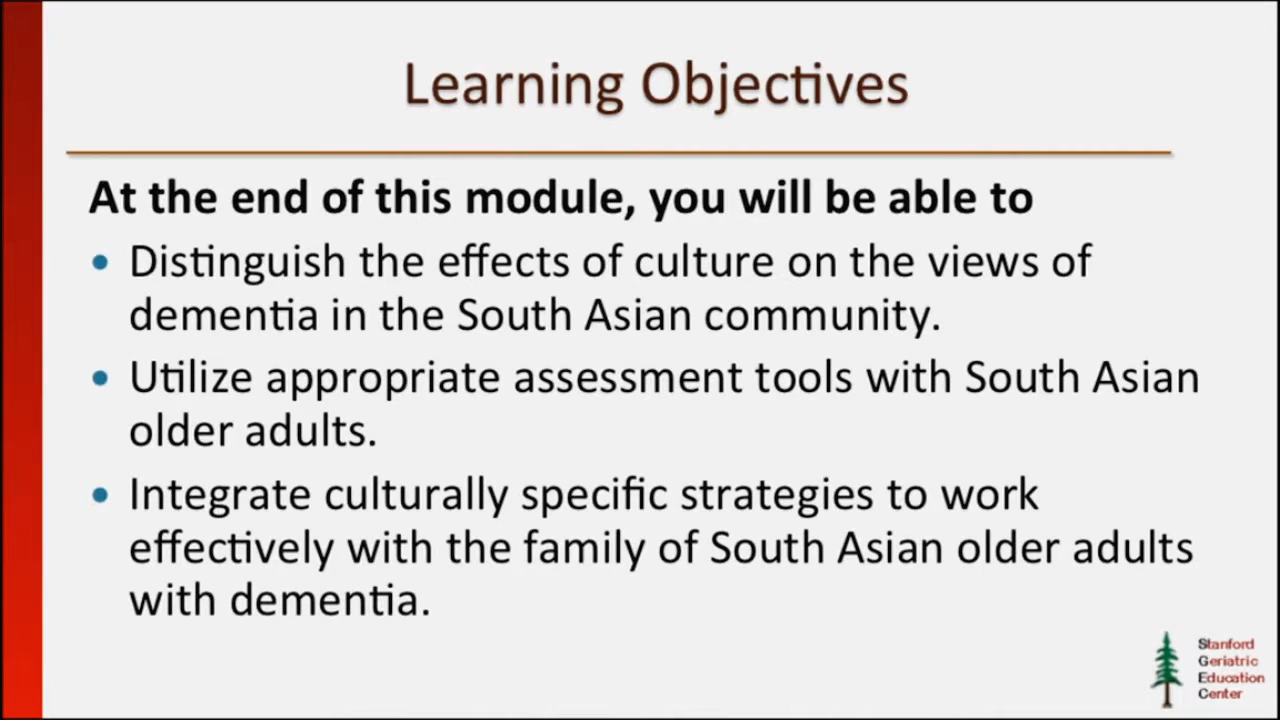 Learning Objectives
At the end of this module, you will be able to
• Distinguish the effects of culture on the views of
dementia in the South Asian community.
• Utilize appropriate assessment tools with South Asian
older adults.
• Integrate culturally specific strategies to work
effectively with the family of South Asian older adults
with dementia.
Stanford
Geriatric
Education
Center